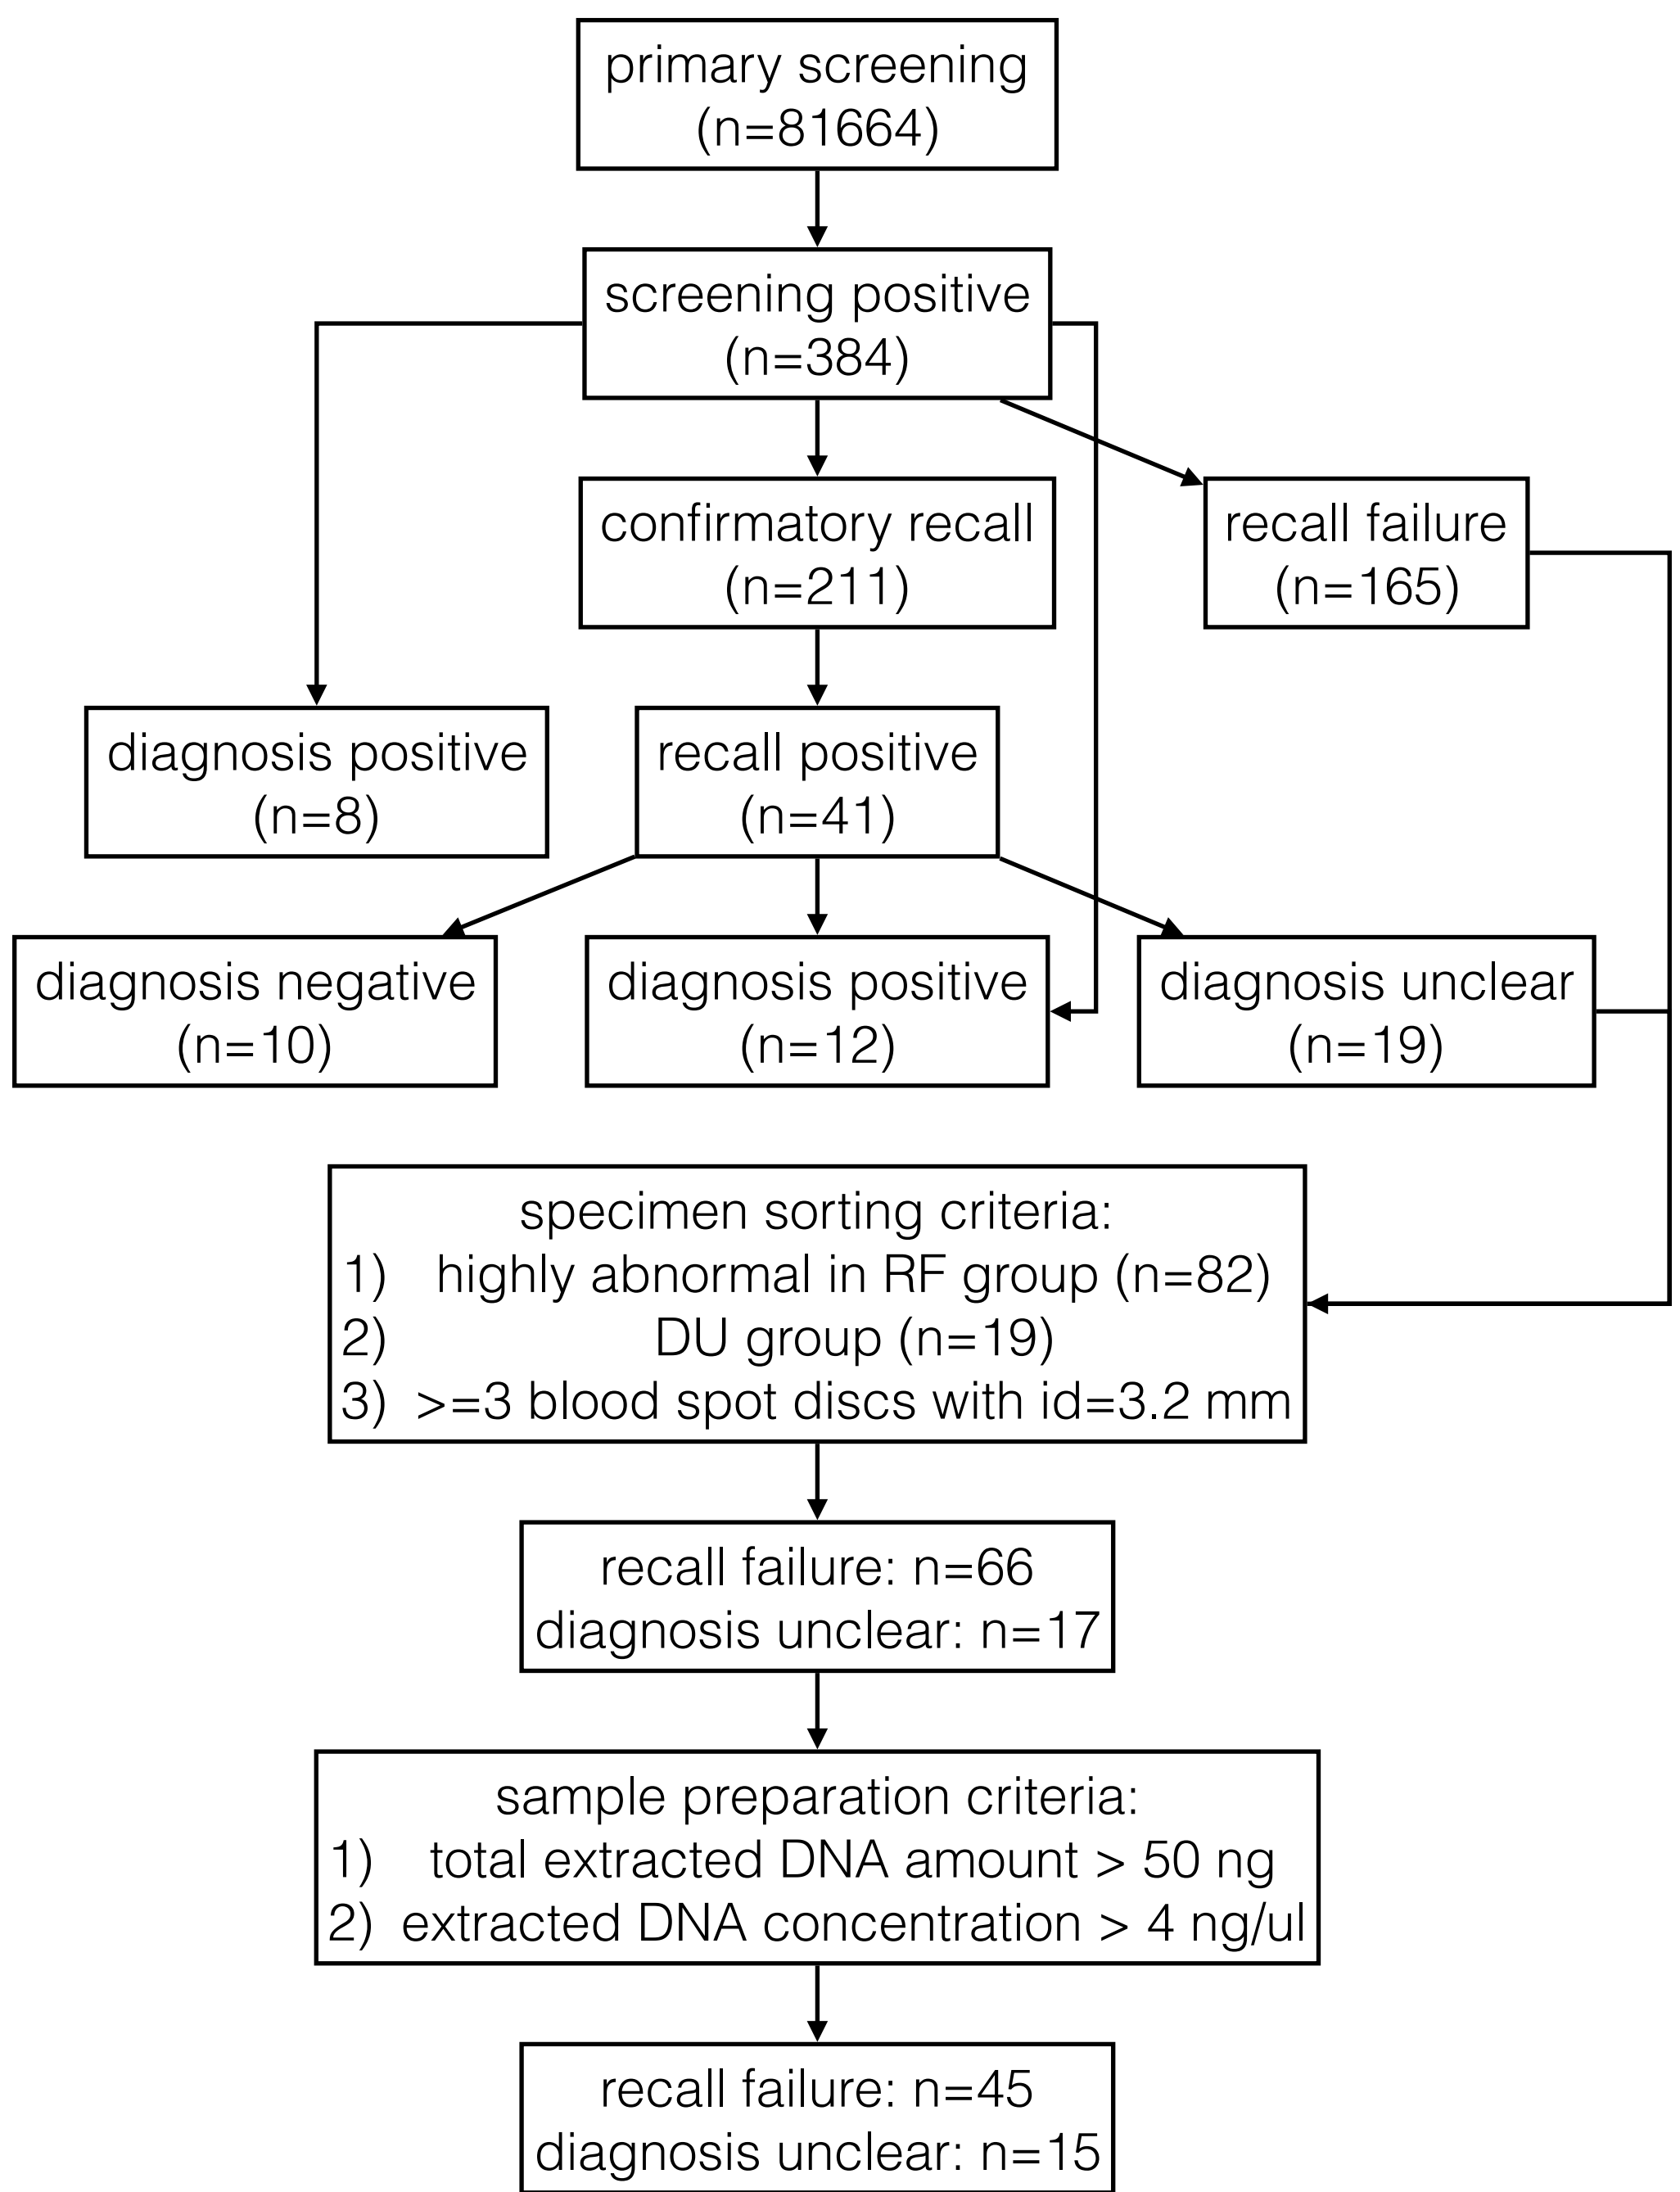 primary screening
(n=81664)
screening positive
(n=384)
confirmatory recall
(n=211)
recall failure
(n=165)
diagnosis positive
(n=8)
recall positive
(n=41)
diagnosis negative
(n=10)
diagnosis positive
(n=12)
diagnosis unclear
(n=19)
specimen sorting criteria:
1) highly abnormal in RF group (n=82)
2) DU group (n=19)
3) >=3 blood spot discs with id=3.2 mm
recall failure: n=66
diagnosis unclear: n=17
sample preparation criteria:
1) total extracted DNA amount > 50 ng
2) extracted DNA concentration > 4 ng/ul
recall failure: n=45
diagnosis unclear: n=15